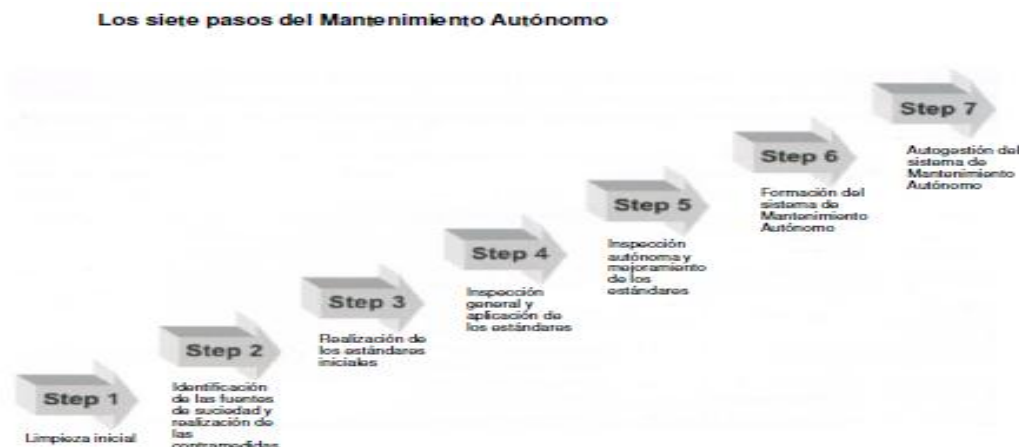 Los siete pasos del Mantenimiento Autónomo
Step 1
Limpieza inicial
Step 2
Identificación
de las fuentes
de suciedad y
realización de
las
contramedidas
Step 3
Realización de
los estándares
iniciales
Step 4
Inspección
general y
aplicación de
los estándares
Step 5
Inspección
autónoma y
mejoramiento
de los
estándares
Step 6
Formación del
sistema de
Mantenimiento
Autónomo
Step 7
Autogestión del
sistema de
Mantenimiento
Autónomo